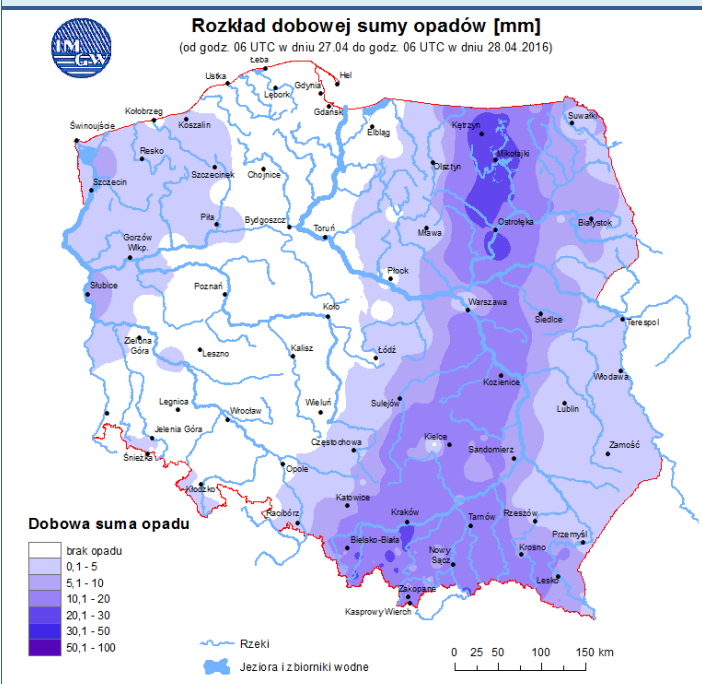 Rozkład dobowej sumy opadów [mm]
(od godz. 06 UTC w dniu 27.04 do godz. 06 UTC w dniu 28.04.2016)
IM
GW
Łeba
Ustka
Hel
Lębork
Gdynia
Gdańsk
Kołobrzeg
Koszalin
Świnoujście
Elbląg
Kętrzyn
Suwałki
Resko
Mikołajki
Olsztyn
Szczecinek
Chojnice
Szczecin
Piła
Bydgoszcz
Toruń
Ostrołęka
Białystok
Mława
Gorzów
Wlkp.
Płock
Słubice
Poznań
Koło
Warszawa
Siedlce
Terespol
Zielona
Góra
Leszno
Kalisz
Łódź
Kozienice
Włodawa
Legnica
Wrocław
Wieluń
Sulejów
Lublin
Jelenia Góra
Częstochowa
Kielce
Sandomierz
Zamość
Śnieżka
Opole
Kłodzko
Katowice
Racibórz
Kraków
Tarnów
Rzeszów
Bielsko-Biała
Nowy
Sącz
Krosno
Przemyśl
Lesko
Zakopane
Kasprowy Wierch
Dobowa suma opadu
brak opadu
0,1 - 5
5,1 - 10
10,1 - 20
20,1 - 30
30,1 - 50
50,1 - 100
Rzeki
Jeziora i zbiorniki wodne
0 25 50 100 150 km